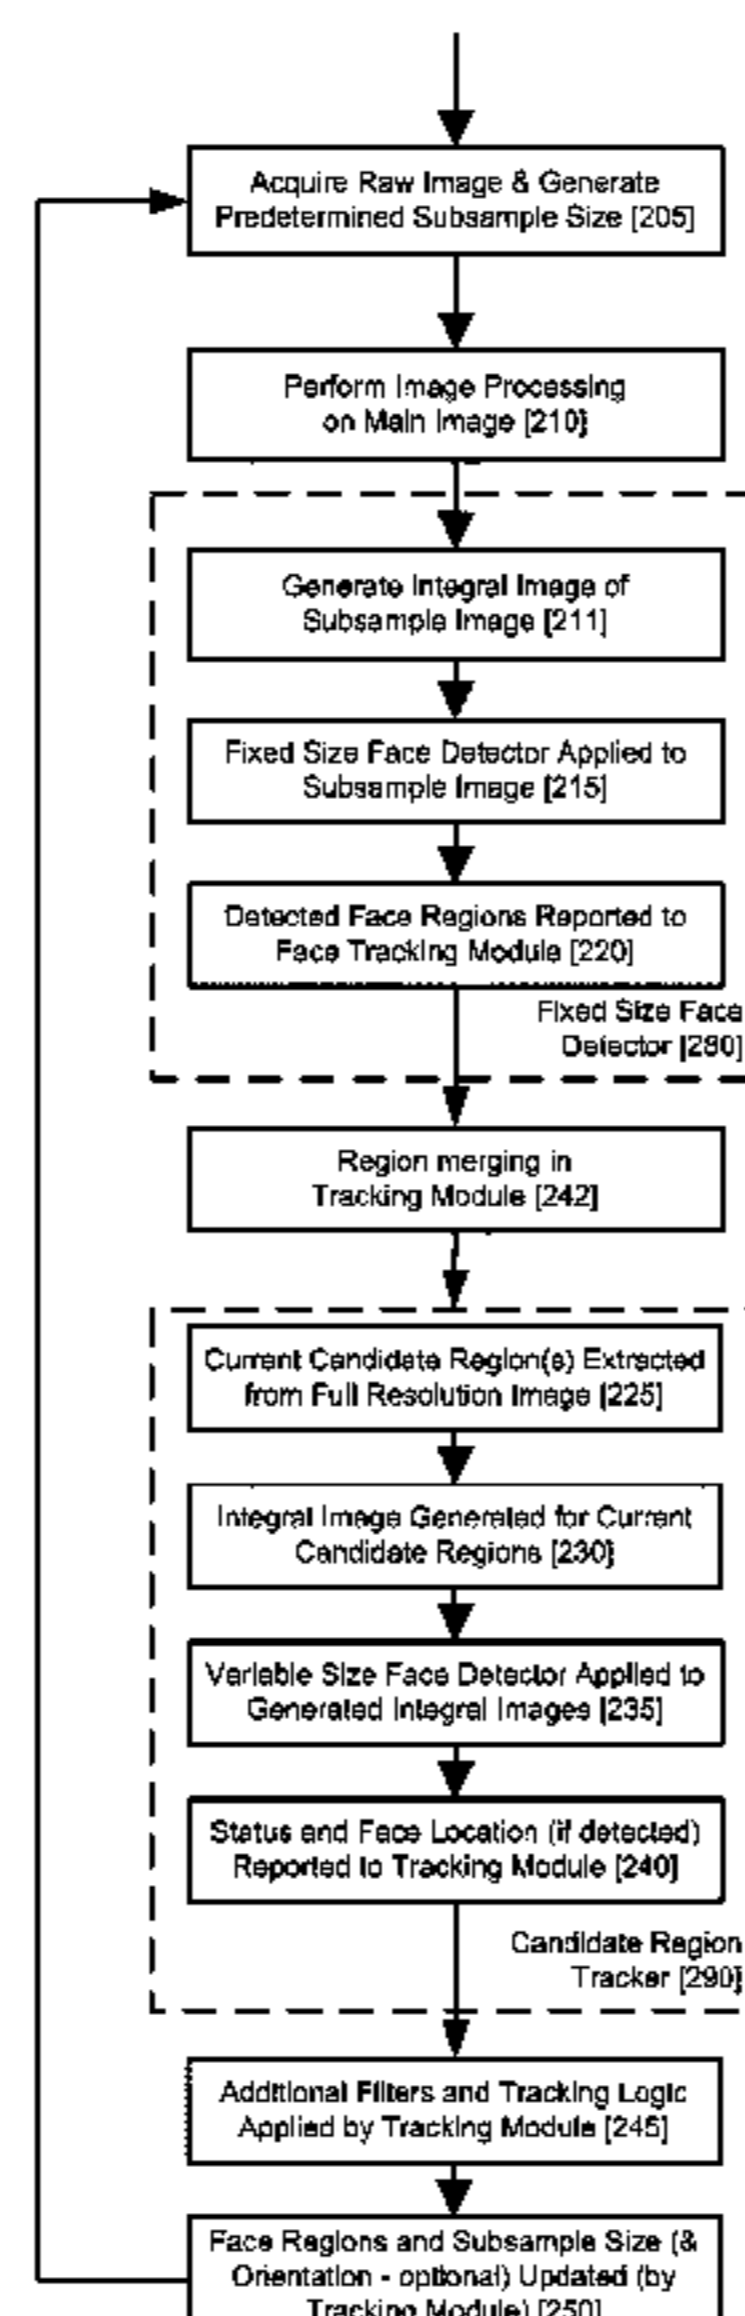 Acquire Raw Image & Generate
Predetermined Subsample Size [205]
Perform Image Processing
on Main Image [210]
Generate Integral Image of
Subsample Image [211]
Fixed Size Face Detector Applied to
Subsample Image [215]
Detected Face Regions Reported to
Face Tracking Module [220]
Fixed Size Face
Detector [280]
Region merging in
Tracking Module [242]
Current Candidate Region(s) Extracted
from Full Resolution Image [225]
Integral Image Generated for Current
Candidate Regions [230]
Variable Size Face Detector Applied to
Generated Integral Images [235]
Status and Face Location (if detected)
Reported to Tracking Module [240]
Candidate Region
Tracker [290]
Additional Filters and Tracking Logic
Applied by Tracking Module [245]
Face Regions and Subsample Size (&
Orientation - optional) Updated (by
Tracking Module) [250]